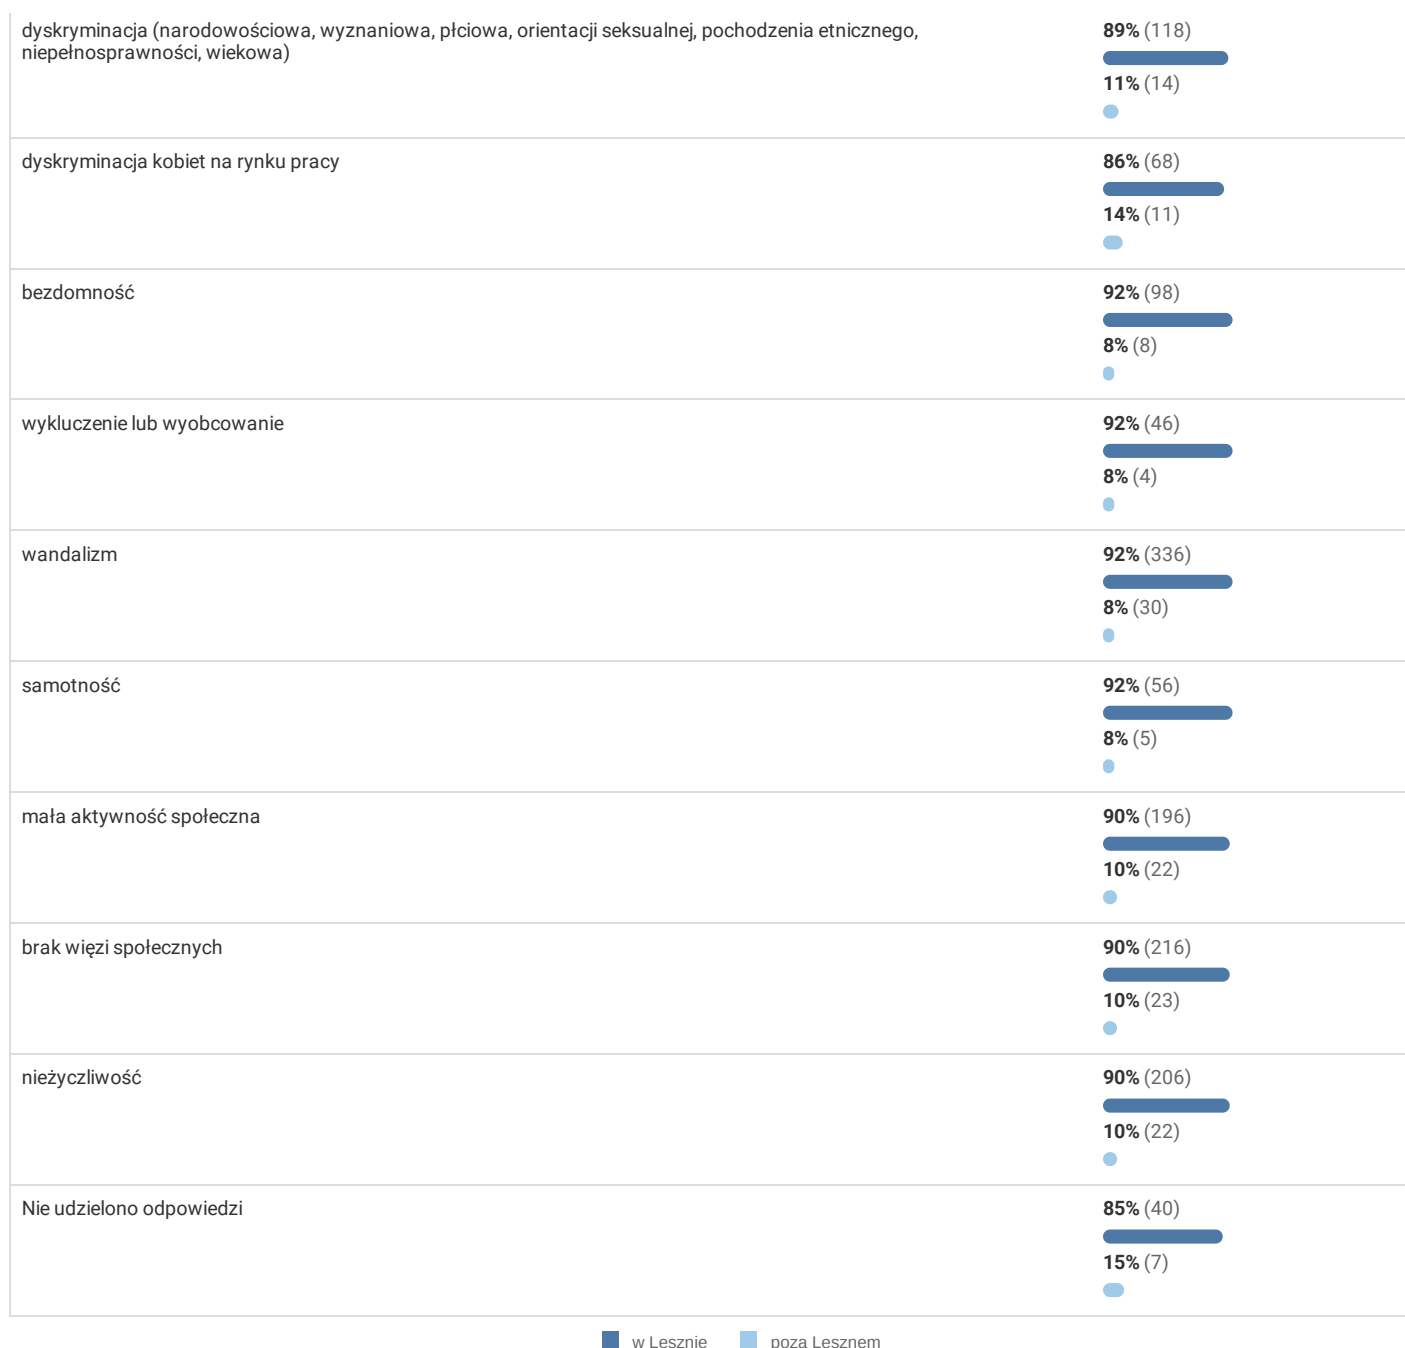 dyskryminacja (narodowościowa, wyznaniowa, płciowa, orientacji seksualnej, pochodzenia etnicznego,
niepełnosprawności, wiekowa)
89% (118)
11% (14)
dyskryminacja kobiet na rynku pracy
86% (68)
14% (11)
bezdomność
92% (98)
8% (8)
wykluczenie lub wyobcowanie
92% (46)
8% (4)
wandalizm
92% (336)
8% (30)
samotność
92% (56)
8% (5)
mała aktywność społeczna
90% (196)
10% (22)
brak więzi społecznych
90% (216)
10% (23)
nieżyczliwość
90% (206)
10% (22)
Nie udzielono odpowiedzi
85% (40)
15% (7)
w Lesznie poza Lesznem